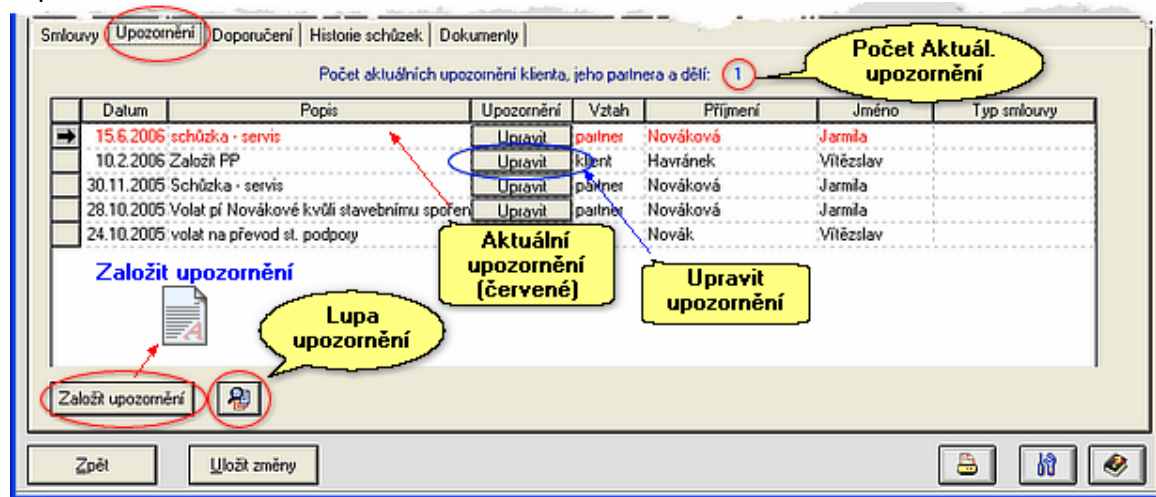 Smlouvy Upozornění Doporučení Historie schůzek Dokumenty
Počet Aktuál.
upozornění
Počet aktuálních upozornění klienta, jeho partnera a dětí: 1
Datum Popis Upozornění Vztah Příjmení Jméno Typ smlouvy
15.6.2006 schůzka - servis Upravit partner Nováková Jarmila
10.2.2006 Založit PP Upravit klient Havránek Vítězslav
30.11.2005 Schůzka - servis Upravit partner Nováková Jarmila
28.10.2005 Volat pí Novákové kvůli stavebnímu spořen Upravit partner Nováková Jarmila
24.10.2005 volat na převod st. podpory Novák Vítězslav
Aktuální
upozornění
(červené)
Upravit
upozornění
Založit upozornění
Lupa
upozornění
Založit upozornění
Zpět Uložit změny